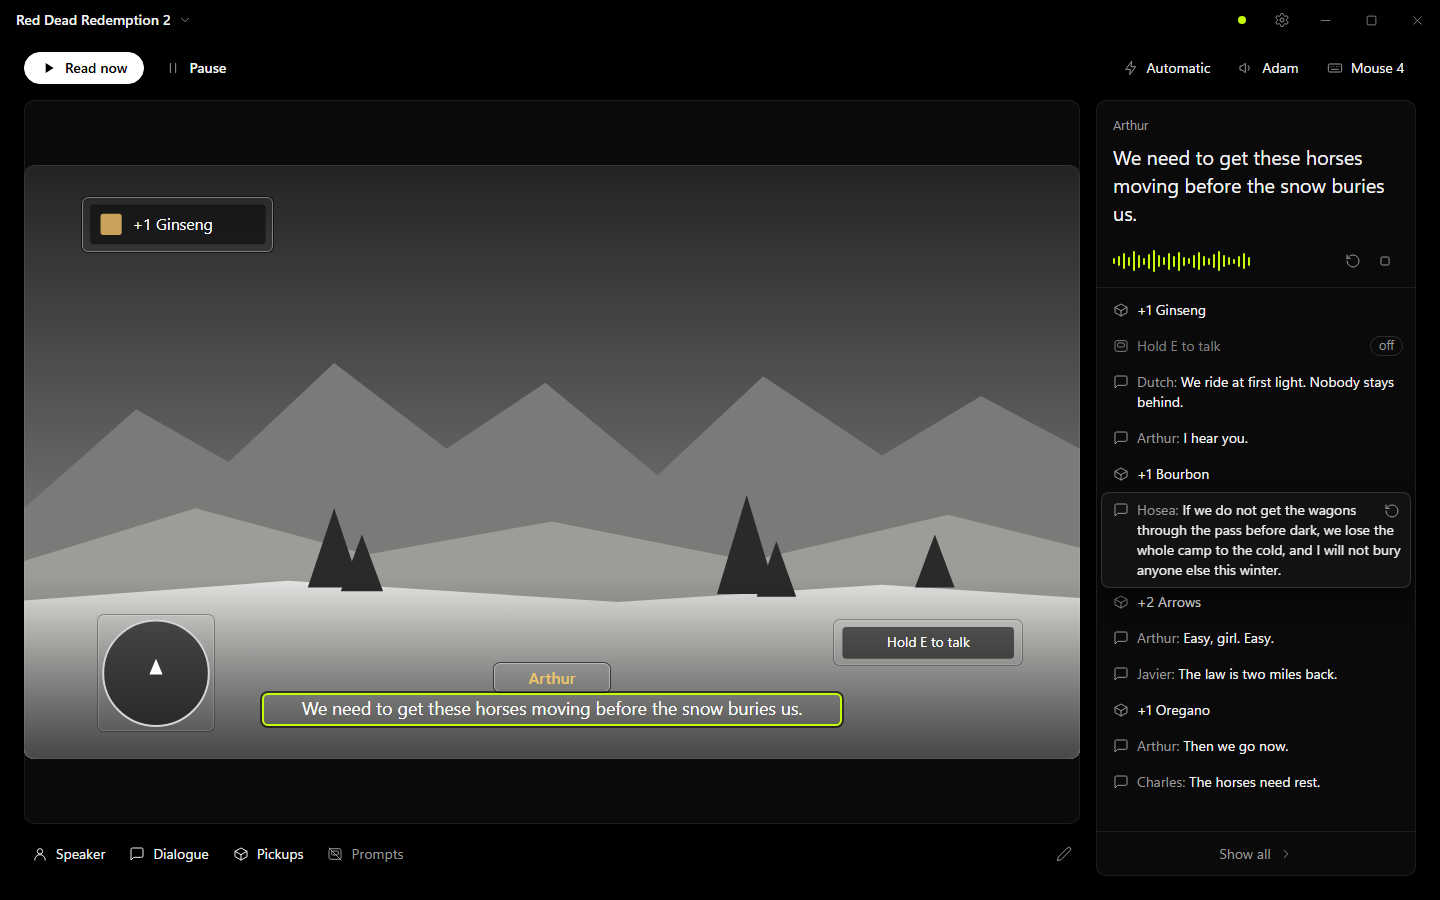 Red Dead Redemption 2
Read now
Pause
Automatic
Adam
Mouse 4
+1 Ginseng
Hold E to talk
Arthur
We need to get these horses moving before the snow buries us.
Speaker
Dialogue
Pickups
Prompts
Arthur
We need to get these horses
moving before the snow buries
us.
+1 Ginseng
Hold E to talk
off
Dutch: We ride at first light. Nobody stays
behind.
Arthur: I hear you.
+1 Bourbon
Hosea: If we do not get the wagons
through the pass before dark, we lose the
whole camp to the cold, and I will not bury
anyone else this winter.
+2 Arrows
Arthur: Easy, girl. Easy.
Javier: The law is two miles back.
+1 Oregano
Arthur: Then we go now.
Charles: The horses need rest.
Show all